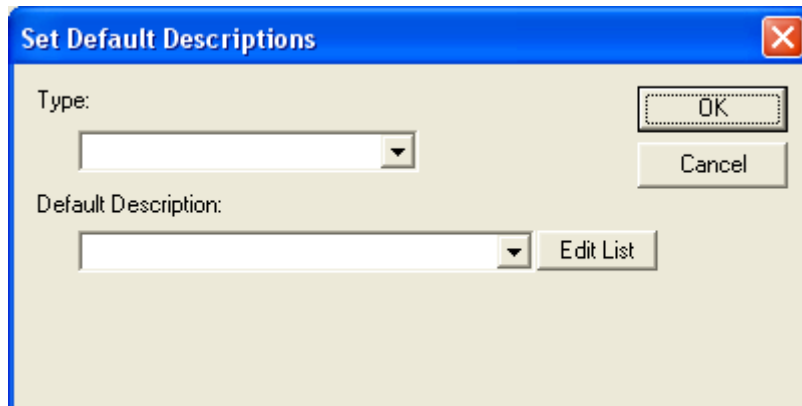 Set Default Descriptions
Type:
OK
Cancel
Default Description:
Edit List